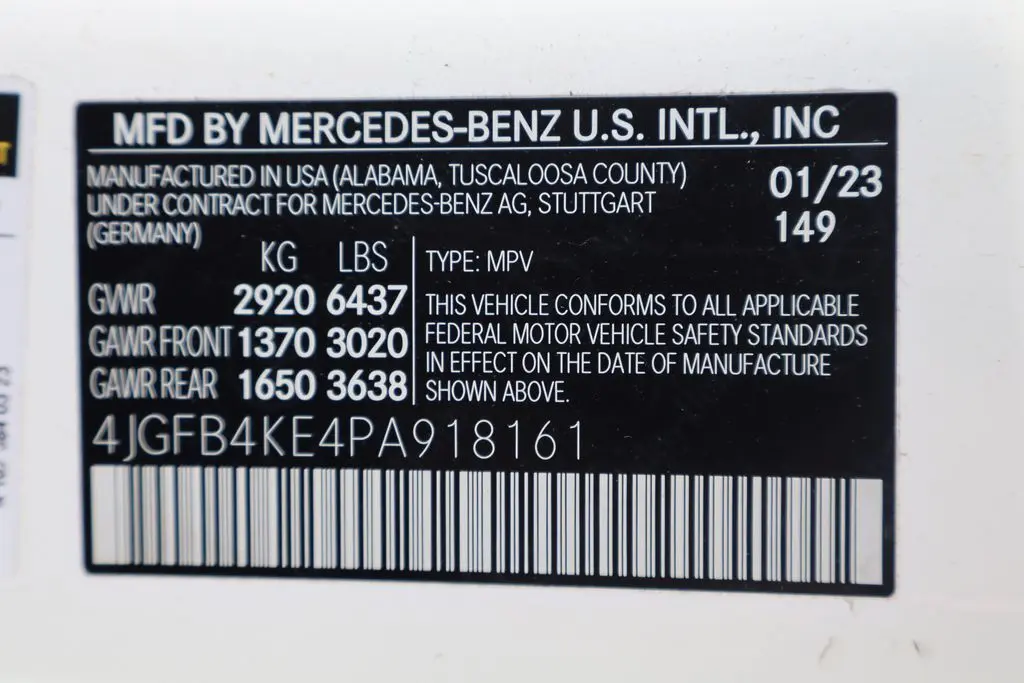 MFD BY MERCEDES-BENZ U.S. INTL., INC
MANUFACTURED IN USA (ALABAMA, TUSCALOOSA COUNTY)
UNDER CONTRACT FOR MERCEDES-BENZ AG, STUTTGART
(GERMANY)
01/23
149
KG LBS
GVWR 2920 6437
GAWR FRONT 1370 3020
GAWR REAR 1650 3638
TYPE: MPV
THIS VEHICLE CONFORMS TO ALL APPLICABLE
FEDERAL MOTOR VEHICLE SAFETY STANDARDS
IN EFFECT ON THE DATE OF MANUFACTURE
SHOWN ABOVE.
4JGFB4KE4PA918161